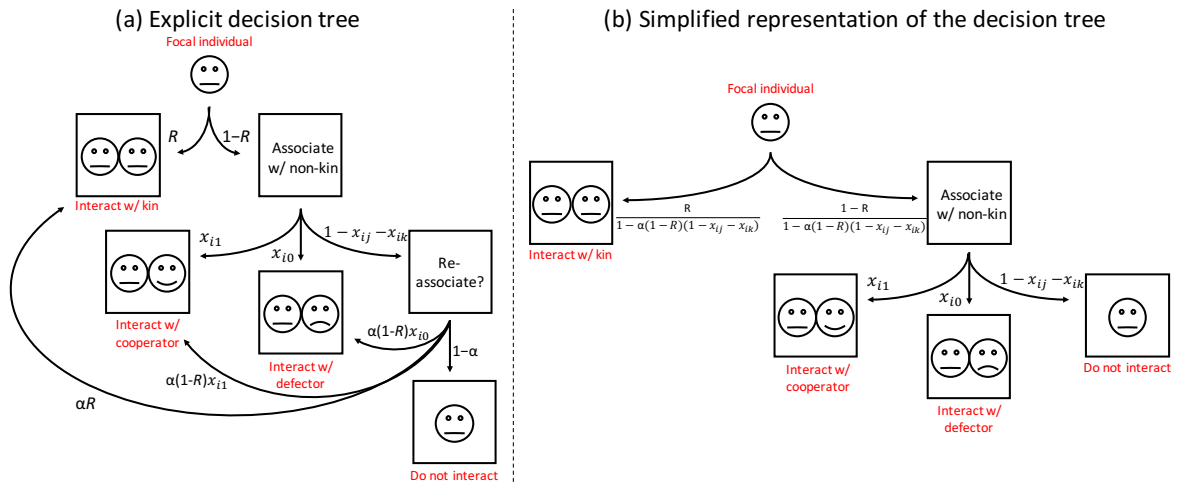 (a) Explicit decision tree
Focal individual
R
1−R
Associate
w/ non-kin
Interact w/ kin
x_{i1}
x_{i0}
1 − x_{ij} − x_{ik}
Re-
associate?
Interact w/
cooperator
α(1-R)x_{i0}
1−α
Interact w/
defector
α(1-R)x_{i1}
αR
Do not interact
(b) Simplified representation of the decision tree
Focal individual
R
1 − α(1 − R)(1 − x_{ij} − x_{ik})
1 − R
1 − α(1 − R)(1 − x_{ij} − x_{ik})
Associate
w/ non-kin
Interact w/ kin
x_{i1}
x_{i0}
1 − x_{ij} − x_{ik}
Interact w/
cooperator
Interact w/
defector
Do not interact